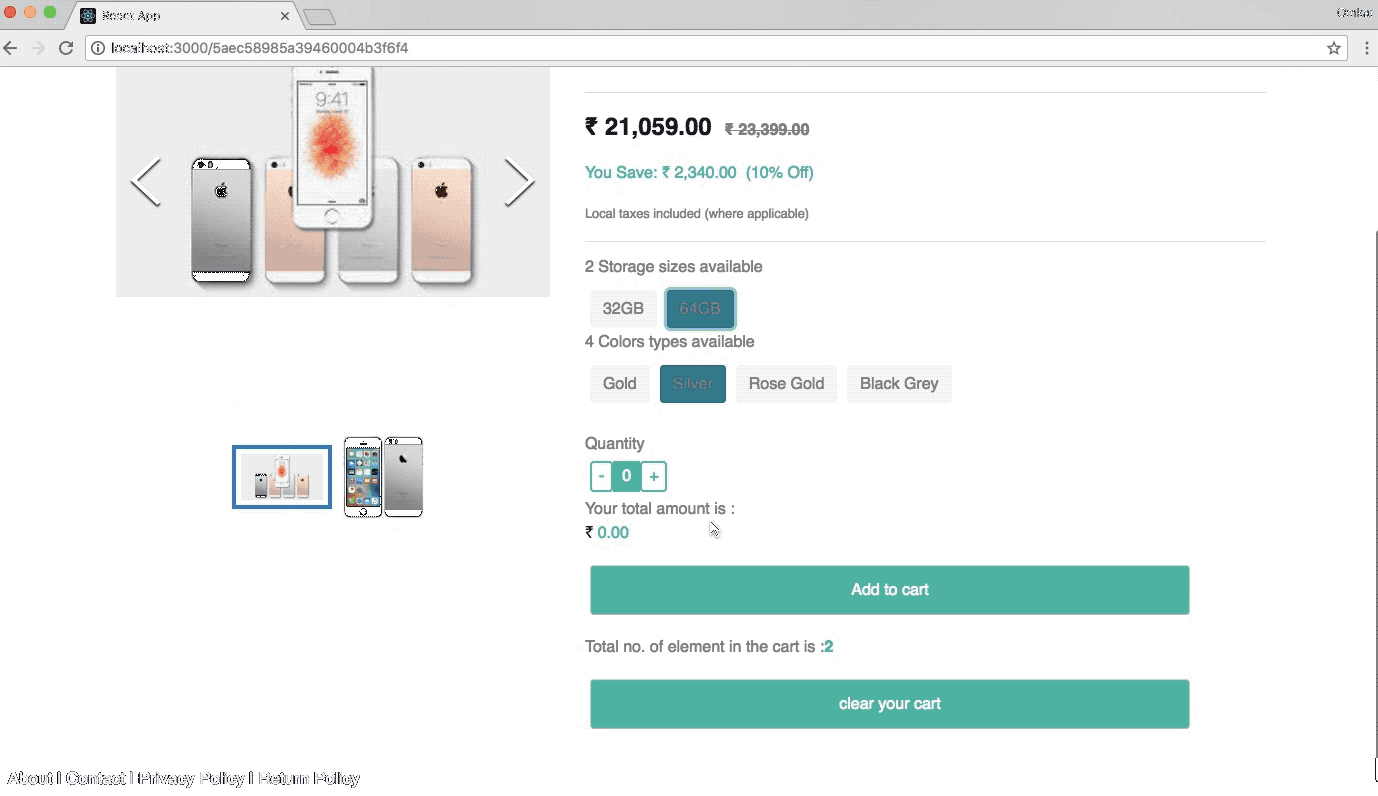 React App
localhost:3000/5aec58985a39460004b3f6f4
9:41
₹ 21,059.00 ₹ 23,399.00
You Save: ₹ 2,340.00 (10% Off)
Local taxes included (where applicable)
2 Storage sizes available
32GB 64GB
4 Colors types available
Gold Silver Rose Gold Black Grey
Quantity
- 0 +
Your total amount is :
₹ 0.00
Add to cart
Total no. of element in the cart is :2
clear your cart
About | Contact | Privacy Policy | Return Policy